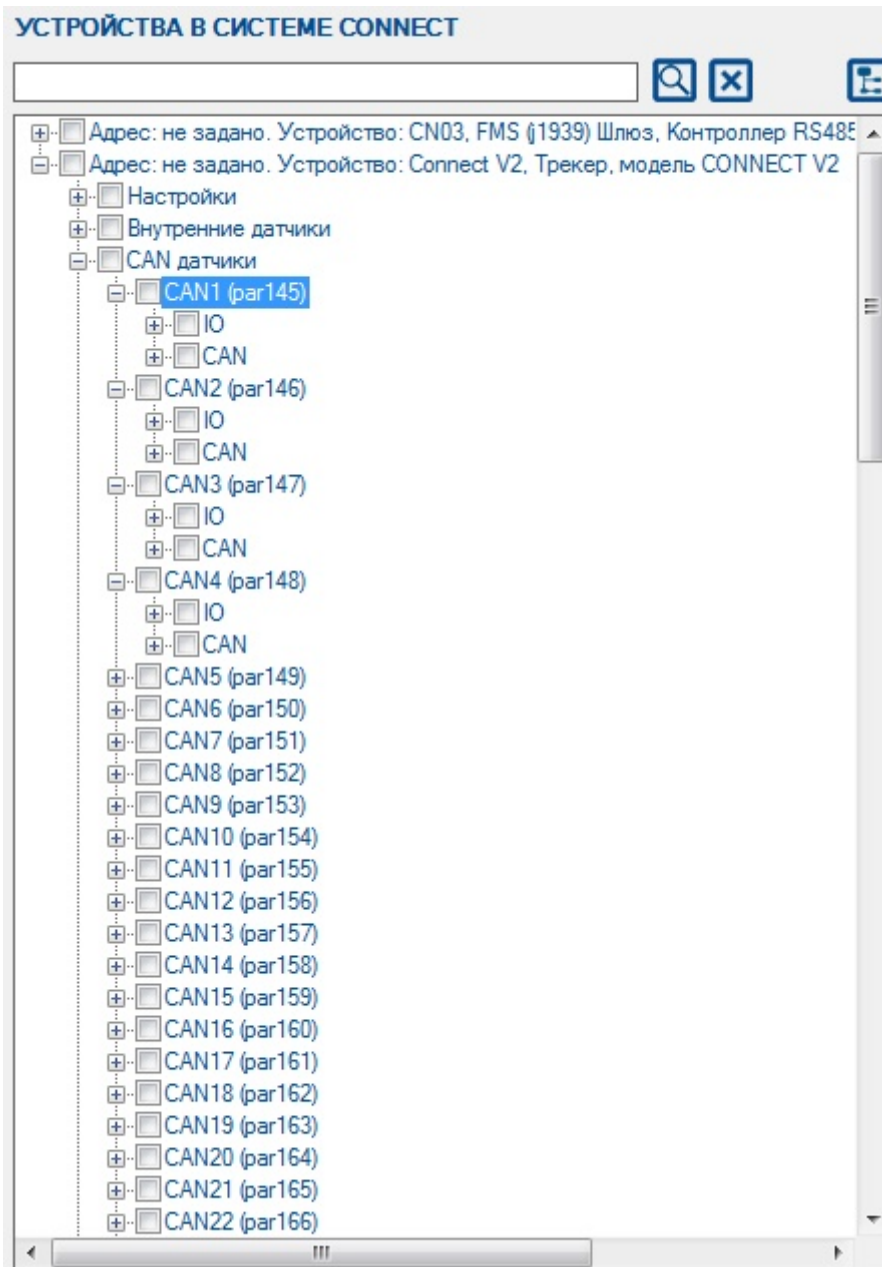 УСТРОЙСТВА В СИСТЕМЕ CONNECT
Адрес: не задано. Устройство: CN03, FMS (j1939) Шлюз, Контроллер RS485
Адрес: не задано. Устройство: Connect V2, Трекер, модель CONNECT V2
Настройки
Внутренние датчики
CAN датчики
CAN1 (par145)
IO
CAN
CAN2 (par146)
IO
CAN
CAN3 (par147)
IO
CAN
CAN4 (par148)
IO
CAN
CAN5 (par149)
CAN6 (par150)
CAN7 (par151)
CAN8 (par152)
CAN9 (par153)
CAN10 (par154)
CAN11 (par155)
CAN12 (par156)
CAN13 (par157)
CAN14 (par158)
CAN15 (par159)
CAN16 (par160)
CAN17 (par161)
CAN18 (par162)
CAN19 (par163)
CAN20 (par164)
CAN21 (par165)
CAN22 (par166)